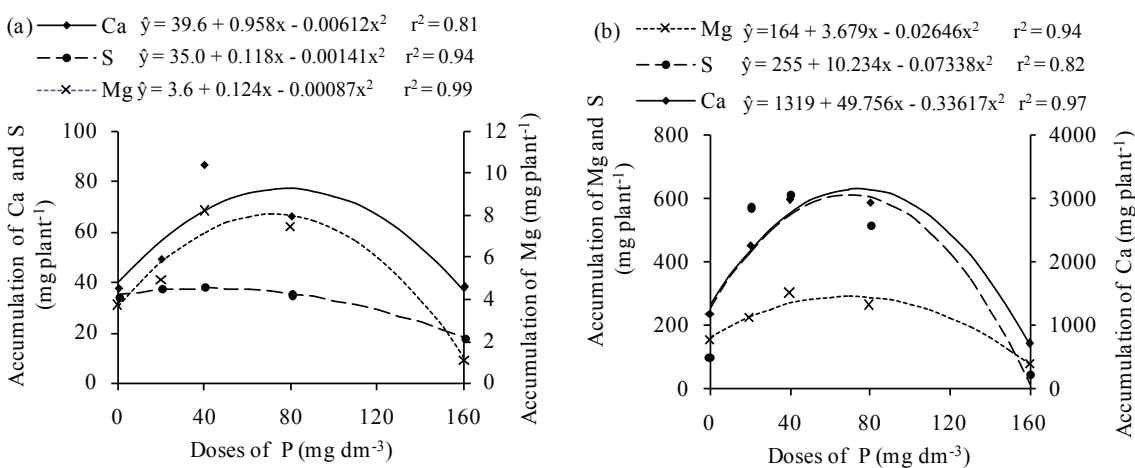 (a) Ca ŷ = 39.6 + 0.958x - 0.00612x² r² = 0.81
S ŷ = 35.0 + 0.118x - 0.00141x² r² = 0.94
Mg ŷ = 3.6 + 0.124x - 0.00087x² r² = 0.99
Accumulation of Ca and S
(mg plant⁻¹)
100
80
60
40
20
0
12
10
8
6
4
2
0
Accumulation of Mg (mg plant⁻¹)
0 40 80 120 160
Doses of P (mg dm⁻³)
(b) Mg ŷ = 164 + 3.679x - 0.02646x² r² = 0.94
S ŷ = 255 + 10.234x - 0.07338x² r² = 0.82
Ca ŷ = 1319 + 49.756x - 0.33617x² r² = 0.97
Accumulation of Mg and S
(mg plant⁻¹)
800
600
400
200
0
4000
3000
2000
1000
0
Accumulation of Ca (mg plant⁻¹)
0 40 80 120 160
Doses of P (mg dm⁻³)